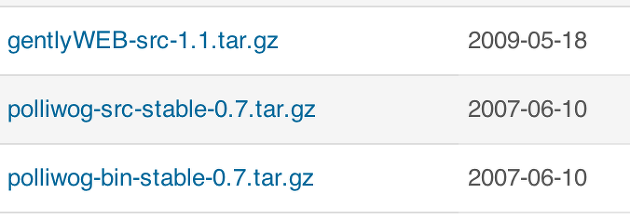 gentlyWEB-src-1.1.tar.gz 2009-05-18
polliwog-src-stable-0.7.tar.gz 2007-06-10
polliwog-bin-stable-0.7.tar.gz 2007-06-10